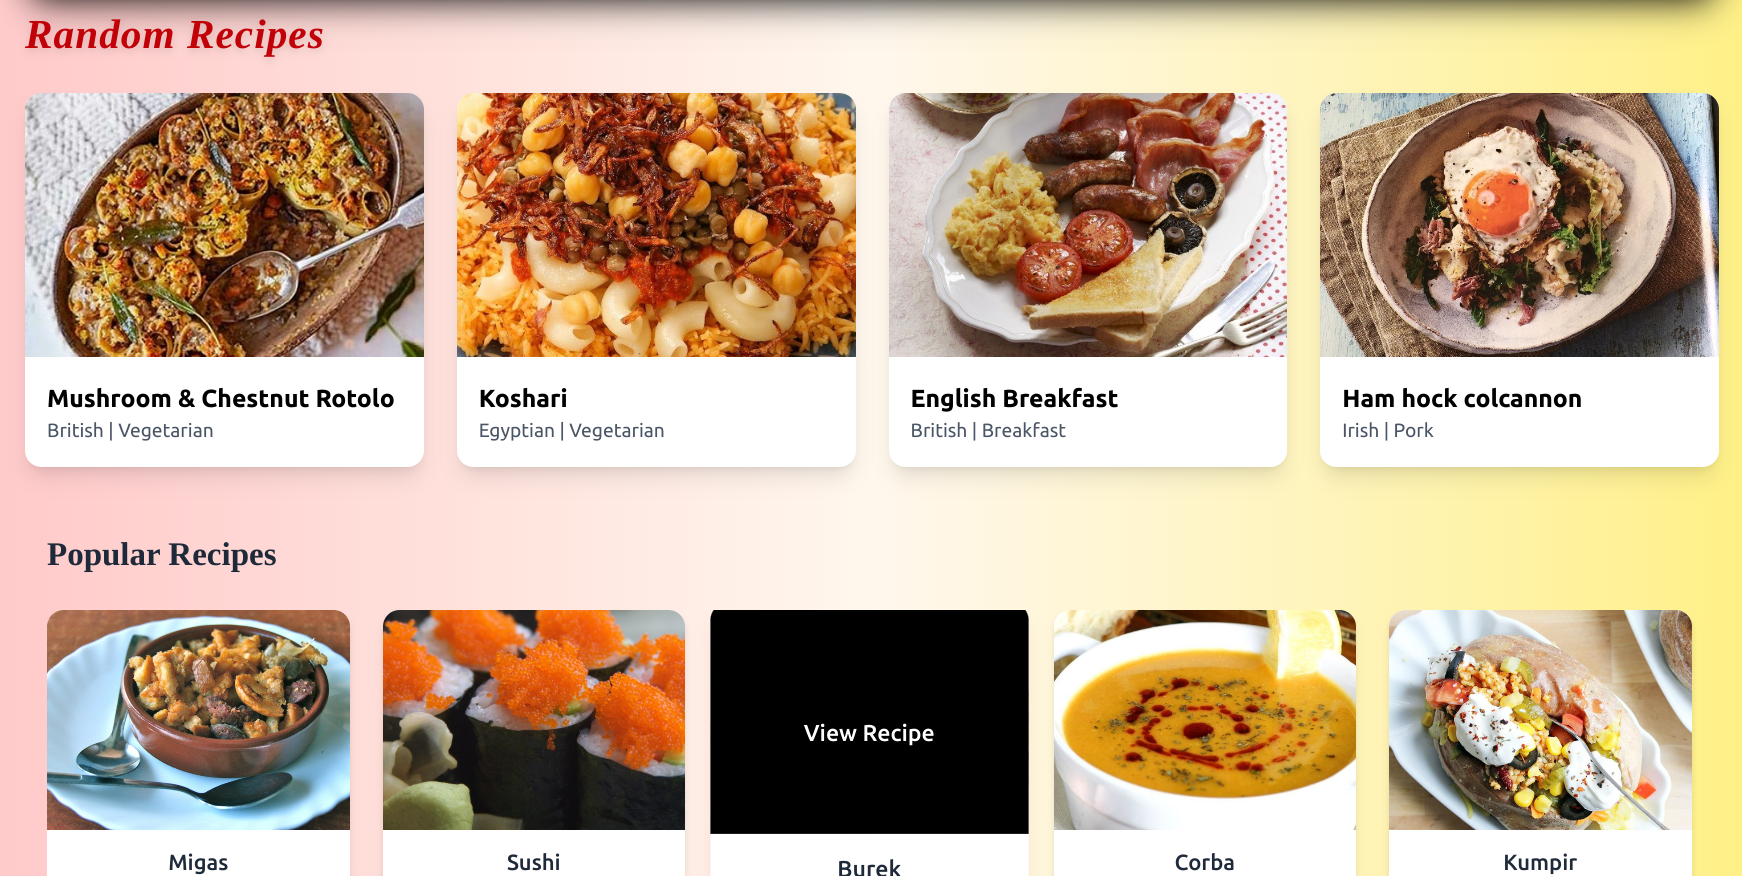 Random Recipes
Mushroom & Chestnut Rotolo
British | Vegetarian
Koshari
Egyptian | Vegetarian
English Breakfast
British | Breakfast
Ham hock colcannon
Irish | Pork
Popular Recipes
Migas
Sushi
View Recipe
Burek
Corba
Kumpir